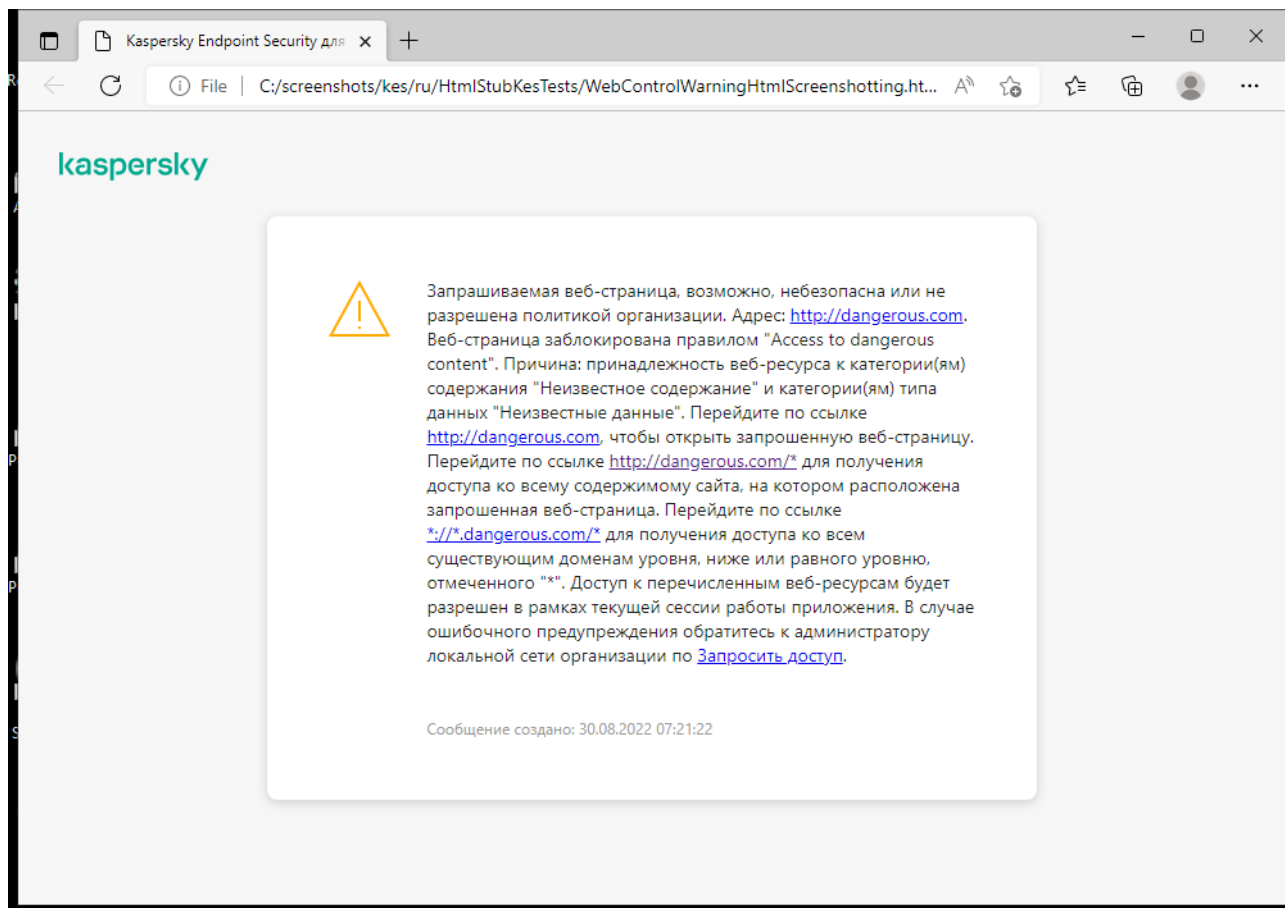 Kaspersky Endpoint Security для
File
C:/screenshots/kes/ru/HtmlStubKesTests/WebControlWarningHtmlScreenshotting.ht...
kaspersky
Запрашиваемая веб-страница, возможно, небезопасна или не
разрешена политикой организации. Адрес: http://dangerous.com.
Веб-страница заблокирована правилом "Access to dangerous
content". Причина: принадлежность веб-ресурса к категории(ям)
содержания "Неизвестное содержание" и категории(ям) типа
данных "Неизвестные данные". Перейдите по ссылке
http://dangerous.com, чтобы открыть запрошенную веб-страницу.
Перейдите по ссылке http://dangerous.com/* для получения
доступа ко всему содержимому сайта, на котором расположена
запрошенная веб-страница. Перейдите по ссылке
*://*.dangerous.com/* для получения доступа ко всем
существующим доменам уровня, ниже или равного уровню,
отмеченного "*". Доступ к перечисленным веб-ресурсам будет
разрешен в рамках текущей сессии работы приложения. В случае
ошибочного предупреждения обратитесь к администратору
локальной сети организации по Запросить доступ.
Сообщение создано: 30.08.2022 07:21:22